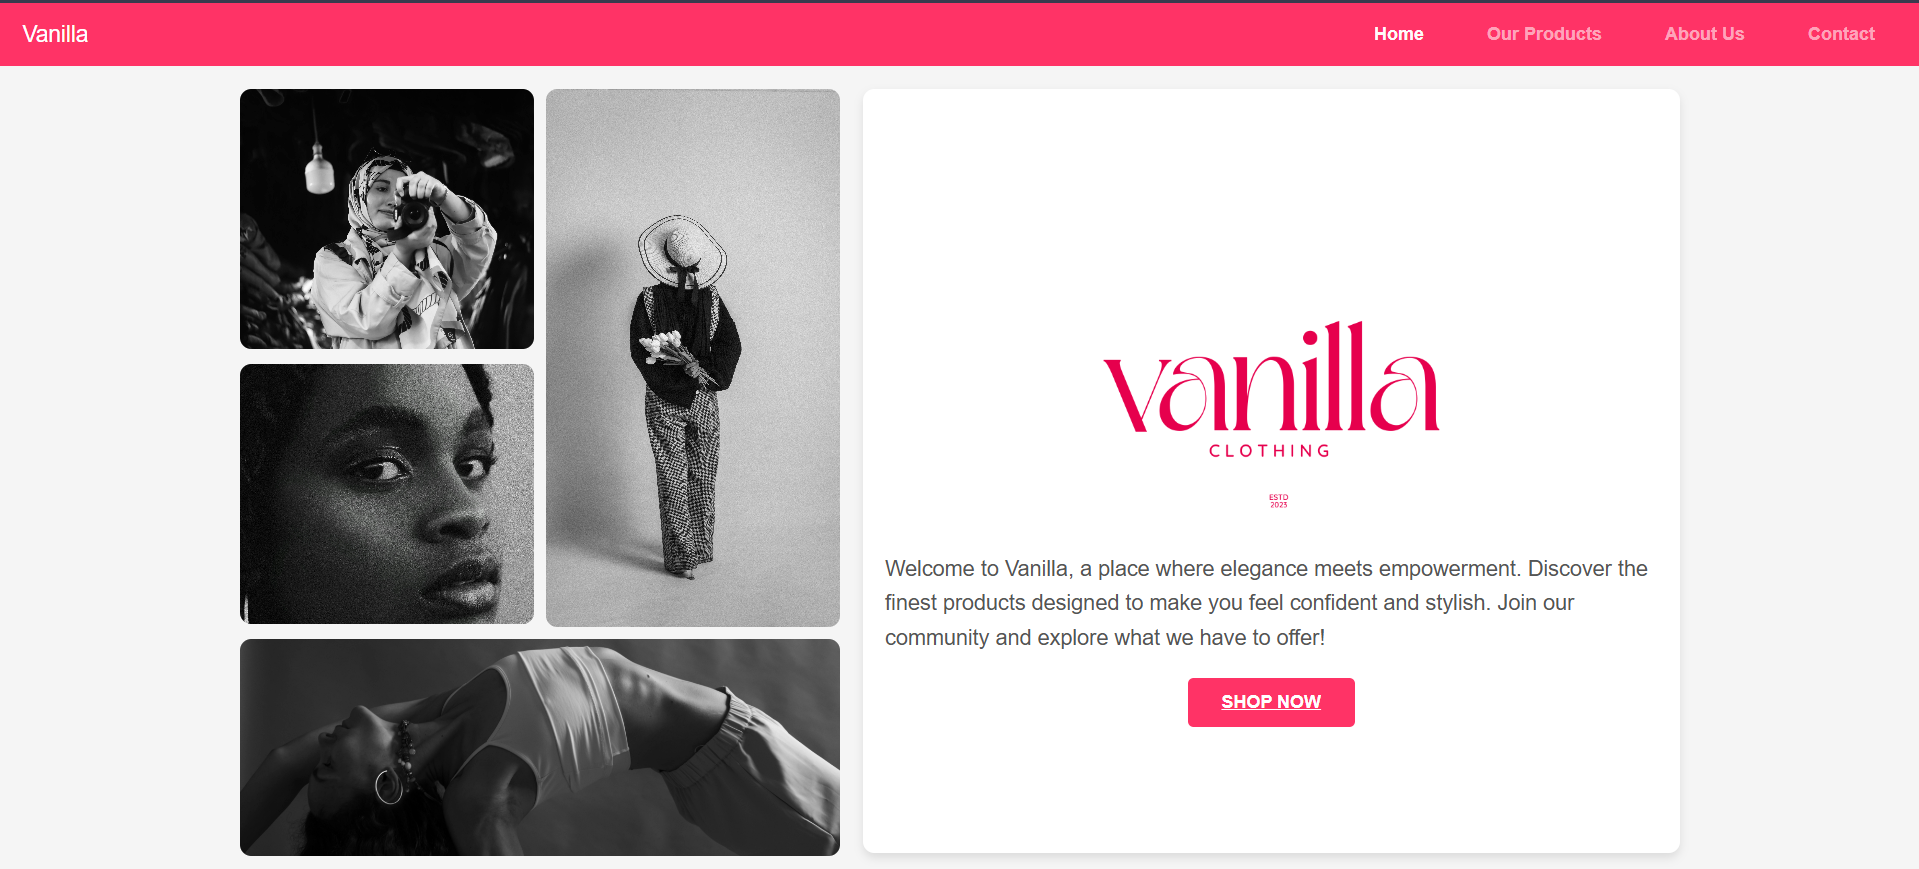 Vanilla
Home
Our Products
About Us
Contact
vanilla
CLOTHING
ESTD
2023
Welcome to Vanilla, a place where elegance meets empowerment. Discover the
finest products designed to make you feel confident and stylish. Join our
community and explore what we have to offer!
SHOP NOW